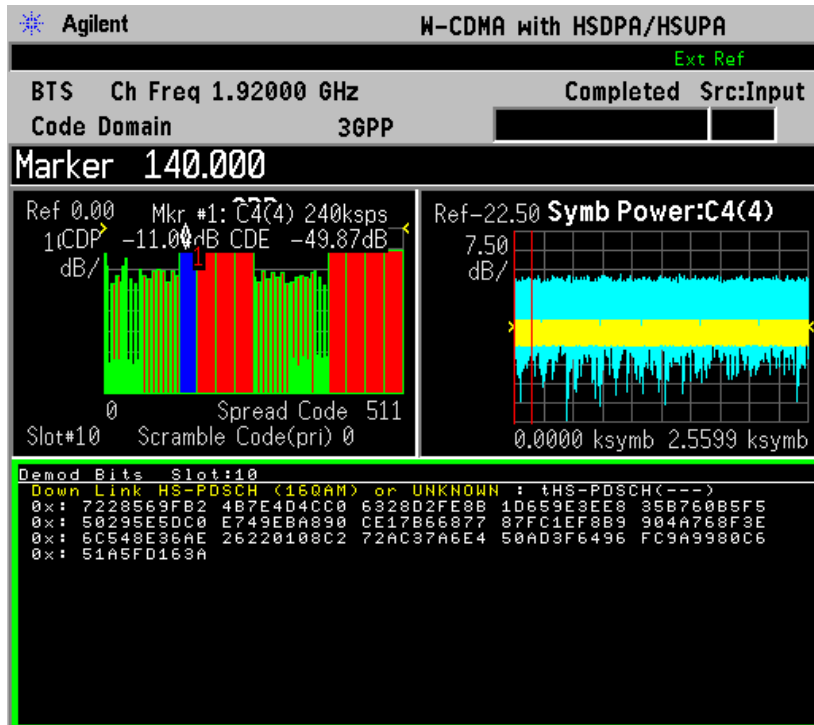 Agilent W-CDMA with HSDPA/HSUPA
Ext Ref
BTS Ch Freq 1.92000 GHz Completed Src:Input
Code Domain 3GPP
Marker 140.000
Ref 0.00 Mkr #1: C4(4) 240ksps
CDP -11.00dB CDE -49.87dB
dB/
1
0 Spread Code 511
Slot#10 Scramble Code(pri) 0
Ref-22.50 Symb Power:C4(4)
7.50
dB/
0.0000 ksymb 2.5599 ksymb
Demod Bits Slot:10
Down Link HS-PDSCH (16QAM) or UNKNOWN : tHS-PDSCH(---)
0x: 7228569FB2 4B7E4D4CC0 6328D2FE8B 1D659E3EE8 35B760B5F5
0x: 50295E5DC0 E749EBA890 CE17B66877 87FC1EF8B9 904A768F3E
0x: 6C548E36AE 26220108C2 72AC37A6E4 50AD3F6496 FC9A9980C6
0x: 51A5FD163A